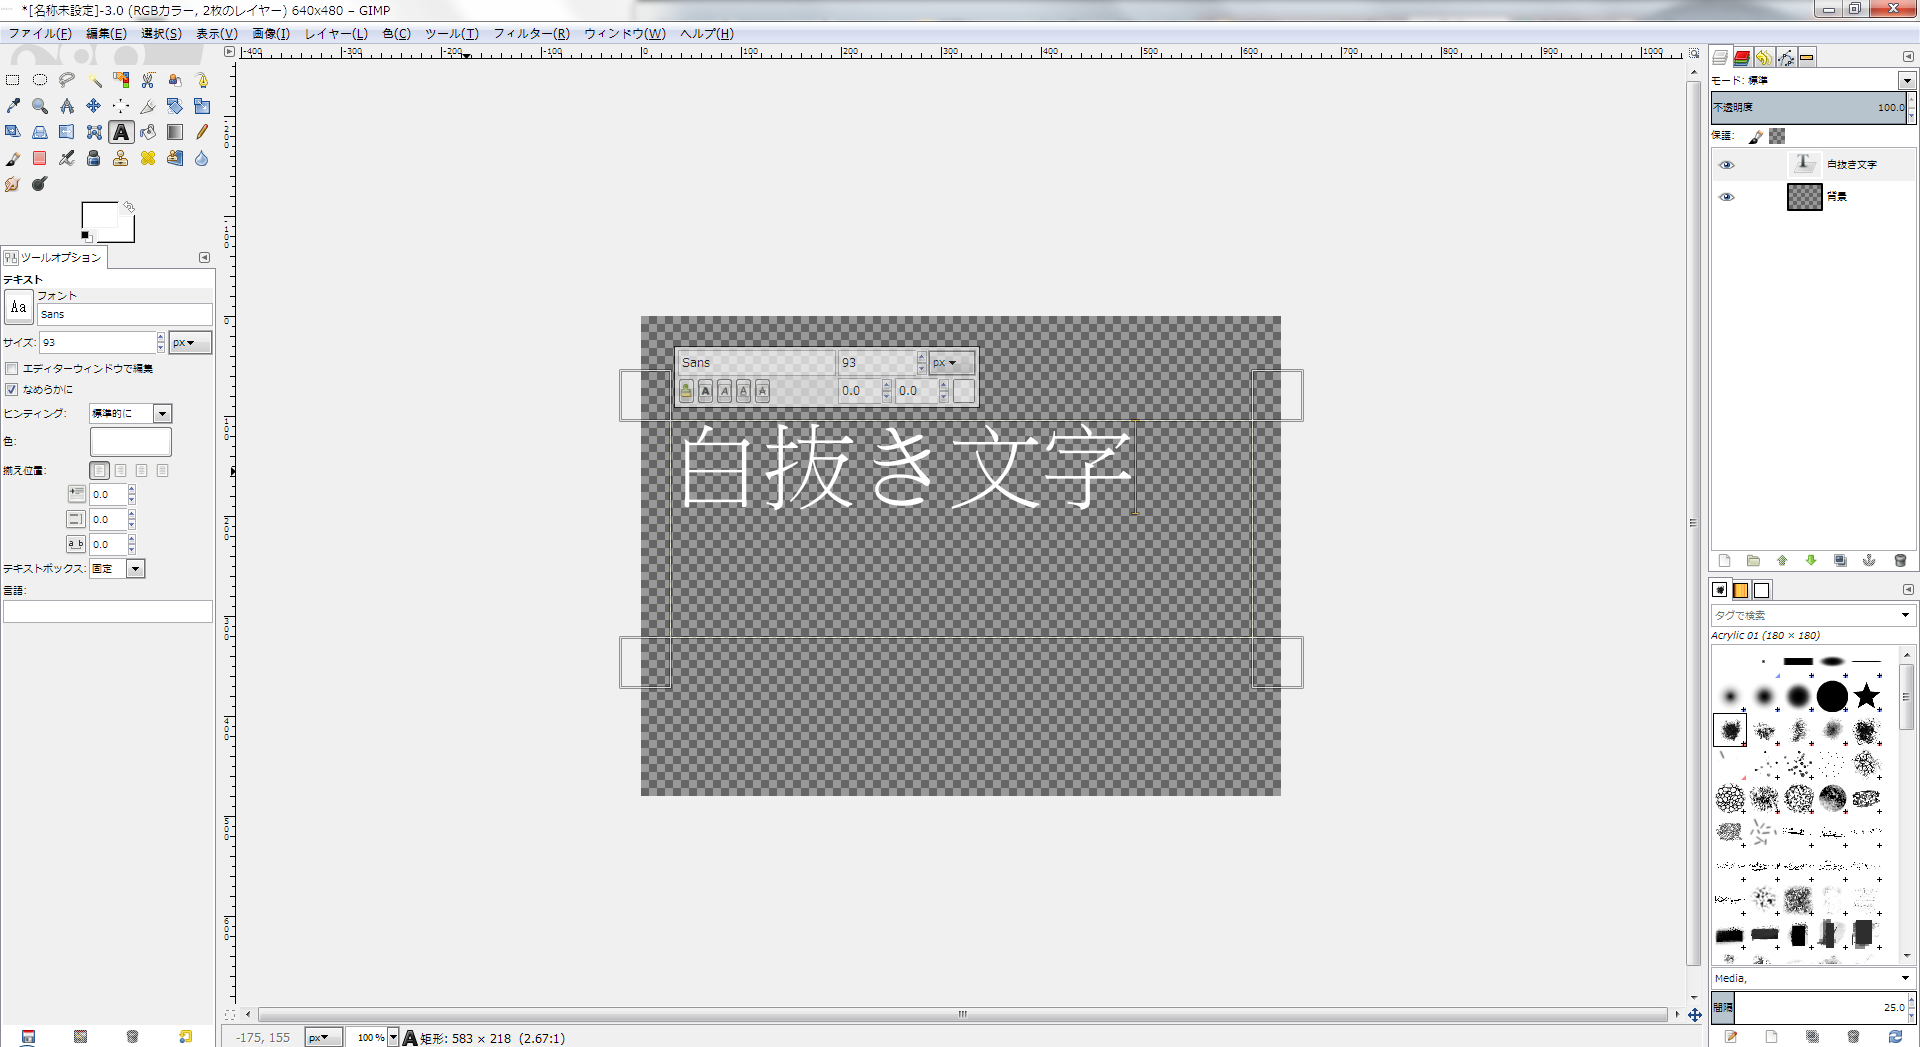 *[名称未設定]-3.0 (RGBカラー, 2枚のレイヤー) 640x480 – GIMP
ファイル(F) 編集(E) 選択(S) 表示(V) 画像(I) レイヤー(L) 色(C) ツール(T) フィルター(R) ウィンドウ(W) ヘルプ(H)
-400 -300 -200 -100 0 100 200 300 400 500 600 700 800 900 1000
ツールオプション
テキスト
Aa
フォント
Sans
サイズ: 93 px
エディターウィンドウで編集
なめらかに
ヒンティング: 標準的に
色:
揃え位置:
0.0
0.0
a b 0.0
テキストボックス: 固定
言語:
-200
-100
0
100
200
300
400
500
600
Sans 93 px
0.0 0.0
白抜き文字
-175, 155 px 100 % 矩形: 583 × 218 (2.67:1)
モード: 標準
不透明度 100.0
保護:
白抜き文字
背景
タグで検索
Acrylic 01 (180 × 180)
Media,
間隔 25.0